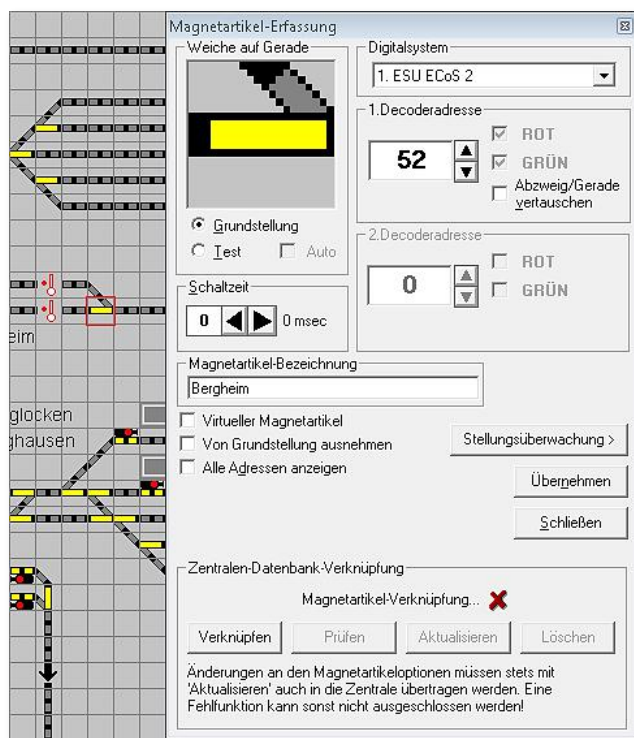 Magnetartikel-Erfassung
Weiche auf Gerade
Grundstellung
Test
Auto
Schaltzeit
0
0 msec
Digitalsystem
1. ESU ECoS 2
1.Decoderadresse
52
ROT
GRÜN
Abzweig/Gerade
vertauschen
2.Decoderadresse
0
ROT
GRÜN
Magnetartikel-Bezeichnung
Bergheim
Virtueller Magnetartikel
Von Grundstellung ausnehmen
Alle Adressen anzeigen
Stellungsüberwachung >
Übernehmen
Schließen
Zentralen-Datenbank-Verknüpfung
Magnetartikel-Verknüpfung...
Verknüpfen
Prüfen
Aktualisieren
Löschen
Änderungen an den Magnetartikeloptionen müssen stets mit
'Aktualisieren' auch in die Zentrale übertragen werden. Eine
Fehlfunktion kann sonst nicht ausgeschlossen werden!
eim
glocken
ghausen